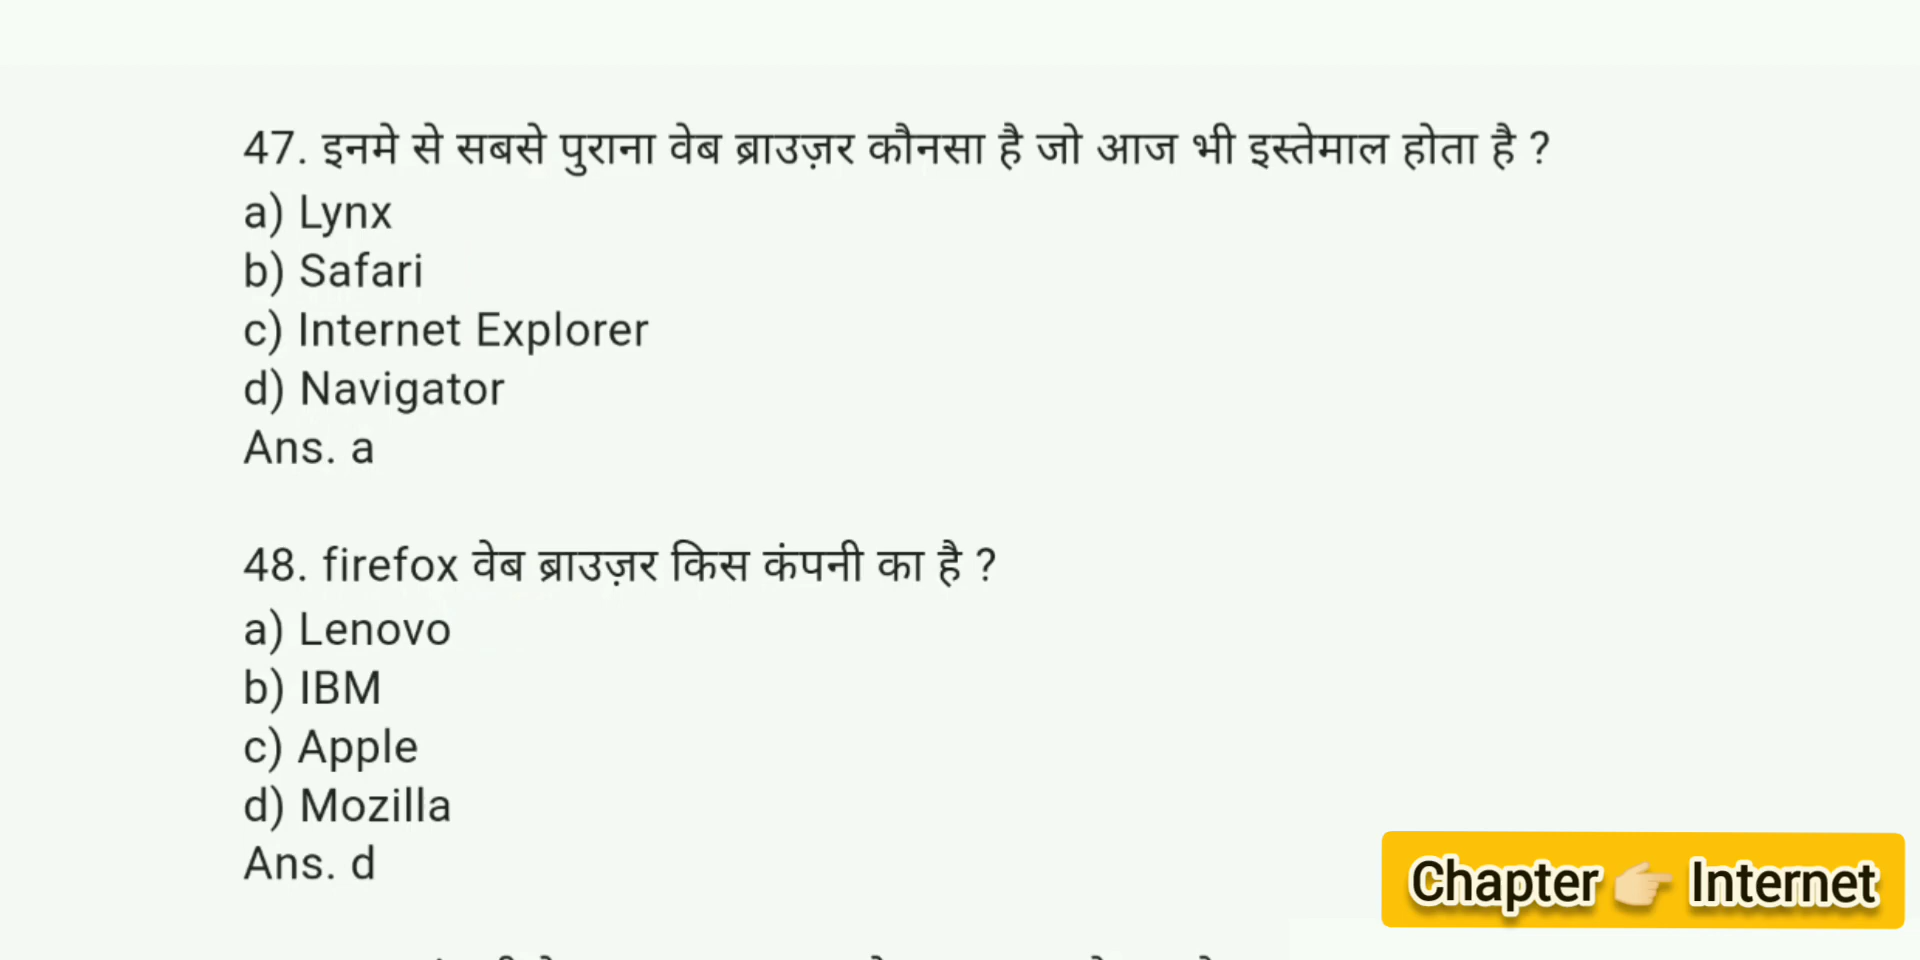 47. इनमे से सबसे पुराना वेब ब्राउज़र कौनसा है जो आज भी इस्तेमाल होता है ?
a) Lynx
b) Safari
c) Internet Explorer
d) Navigator
Ans. a
48. firefox वेब ब्राउज़र किस कंपनी का है ?
a) Lenovo
b) IBM
c) Apple
d) Mozilla
Ans. d
Chapter 👉 Internet